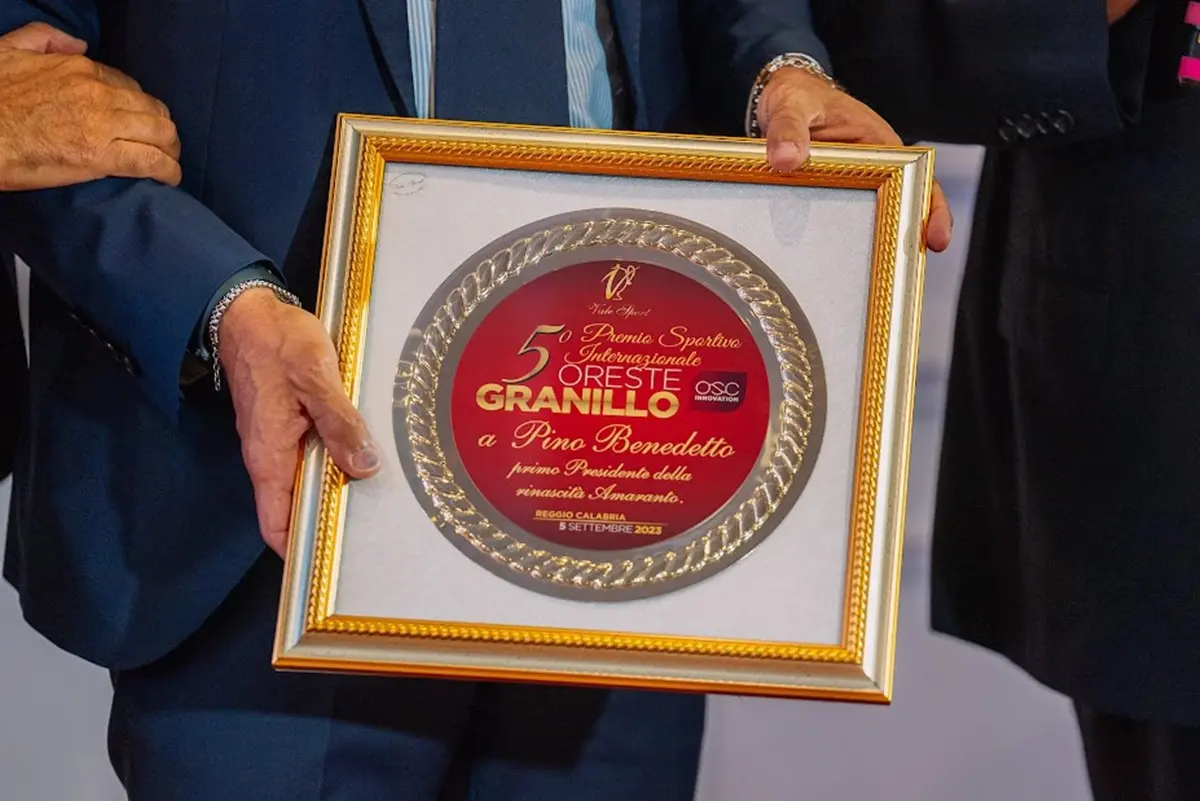 Vale Sport
5º Premio Sportivo
Internazionale
ORESTE
GRANILLO
OSC
INNOVATION
a Pino Benedetto
primo Presidente della
rinascità Amaranto.
REGGIO CALABRIA
5 SETTEMBRE 2023